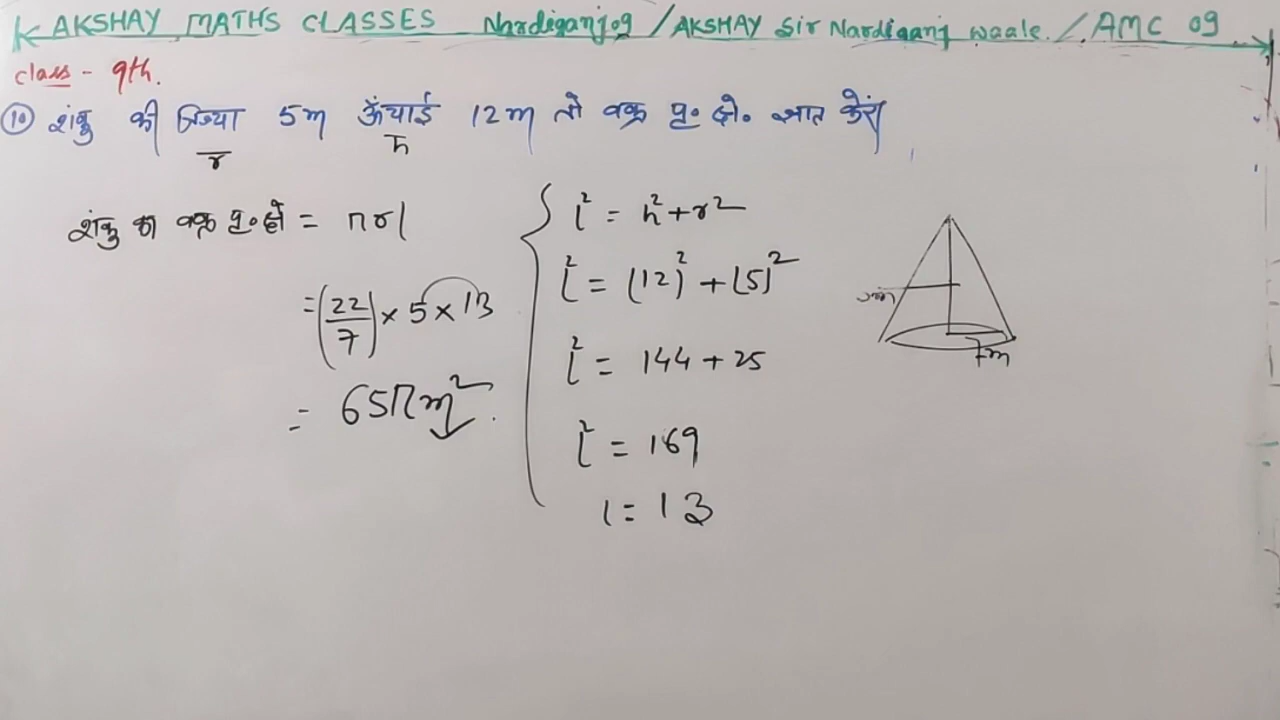 AKSHAY MATHS CLASSES Nardiganj09 / AKSHAY Sir Nardiganj waale. / AMC 09
class - 9th.
(10) शंकु की त्रिज्या 5m ऊँचाई 12m तो वक्र पृ० क्षे० ज्ञात करें
r h
शंकु का वक्र पृ०क्षे० = πrl
= (22/7) × 5 × 13
= 65πm²
l² = h² + r²
l² = (12)² + (5)²
l² = 144 + 25
l² = 169
l = 13
7m